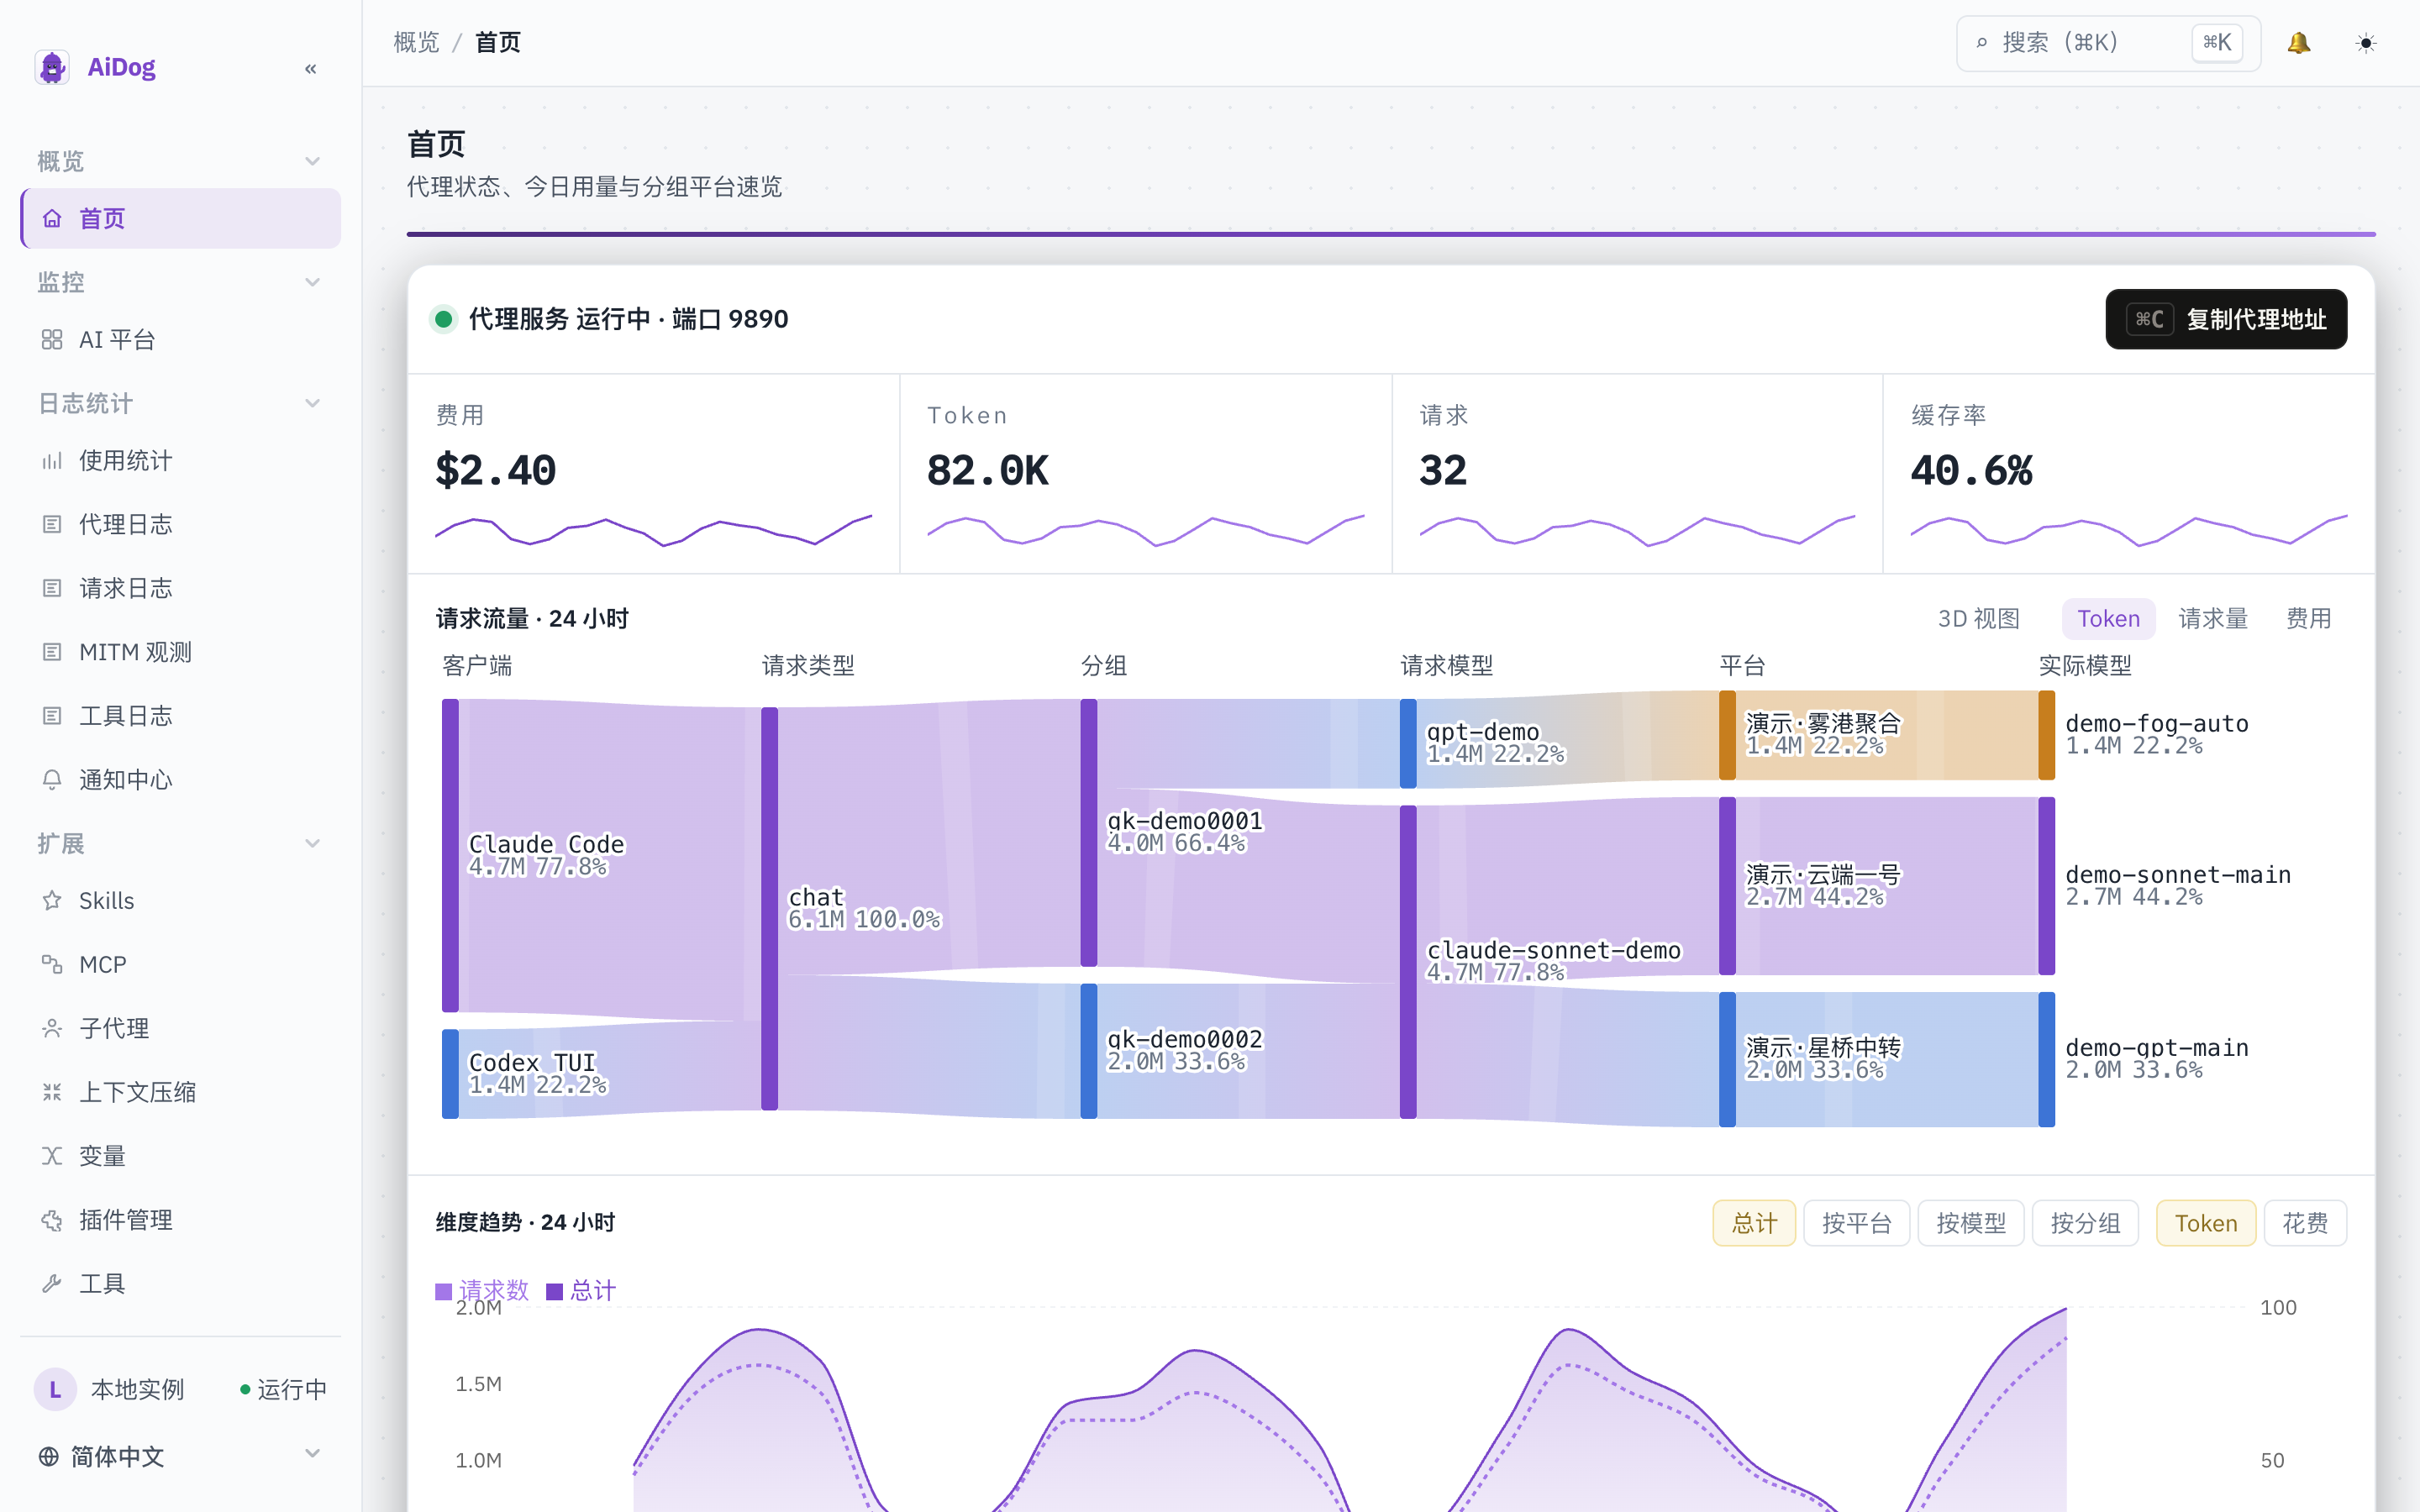 AiDog
«
概览
首页
监控
AI 平台
日志统计
使用统计
代理日志
请求日志
MITM 观测
工具日志
通知中心
扩展
Skills
MCP
子代理
上下文压缩
变量
插件管理
工具
L 本地实例 运行中
简体中文
概览 / 首页
搜索（⌘K） ⌘K
首页
代理状态、今日用量与分组平台速览
代理服务 运行中 · 端口 9890
⌘C 复制代理地址
费用
$2.40
Token
82.0K
请求
32
缓存率
40.6%
请求流量 · 24 小时
3D 视图 Token 请求量 费用
客户端 请求类型 分组 请求模型 平台 实际模型
Claude Code
4.7M 77.8%
Codex TUI
1.4M 22.2%
chat
6.1M 100.0%
gk-demo0001
4.0M 66.4%
gk-demo0002
2.0M 33.6%
gpt-demo
1.4M 22.2%
claude-sonnet-demo
4.7M 77.8%
演示·雾港聚合
1.4M 22.2%
演示·云端一号
2.7M 44.2%
演示·星桥中转
2.0M 33.6%
demo-fog-auto
1.4M 22.2%
demo-sonnet-main
2.7M 44.2%
demo-gpt-main
2.0M 33.6%
维度趋势 · 24 小时
总计 按平台 按模型 按分组 Token 花费
请求数 总计
2.0M
1.5M
1.0M
100
50